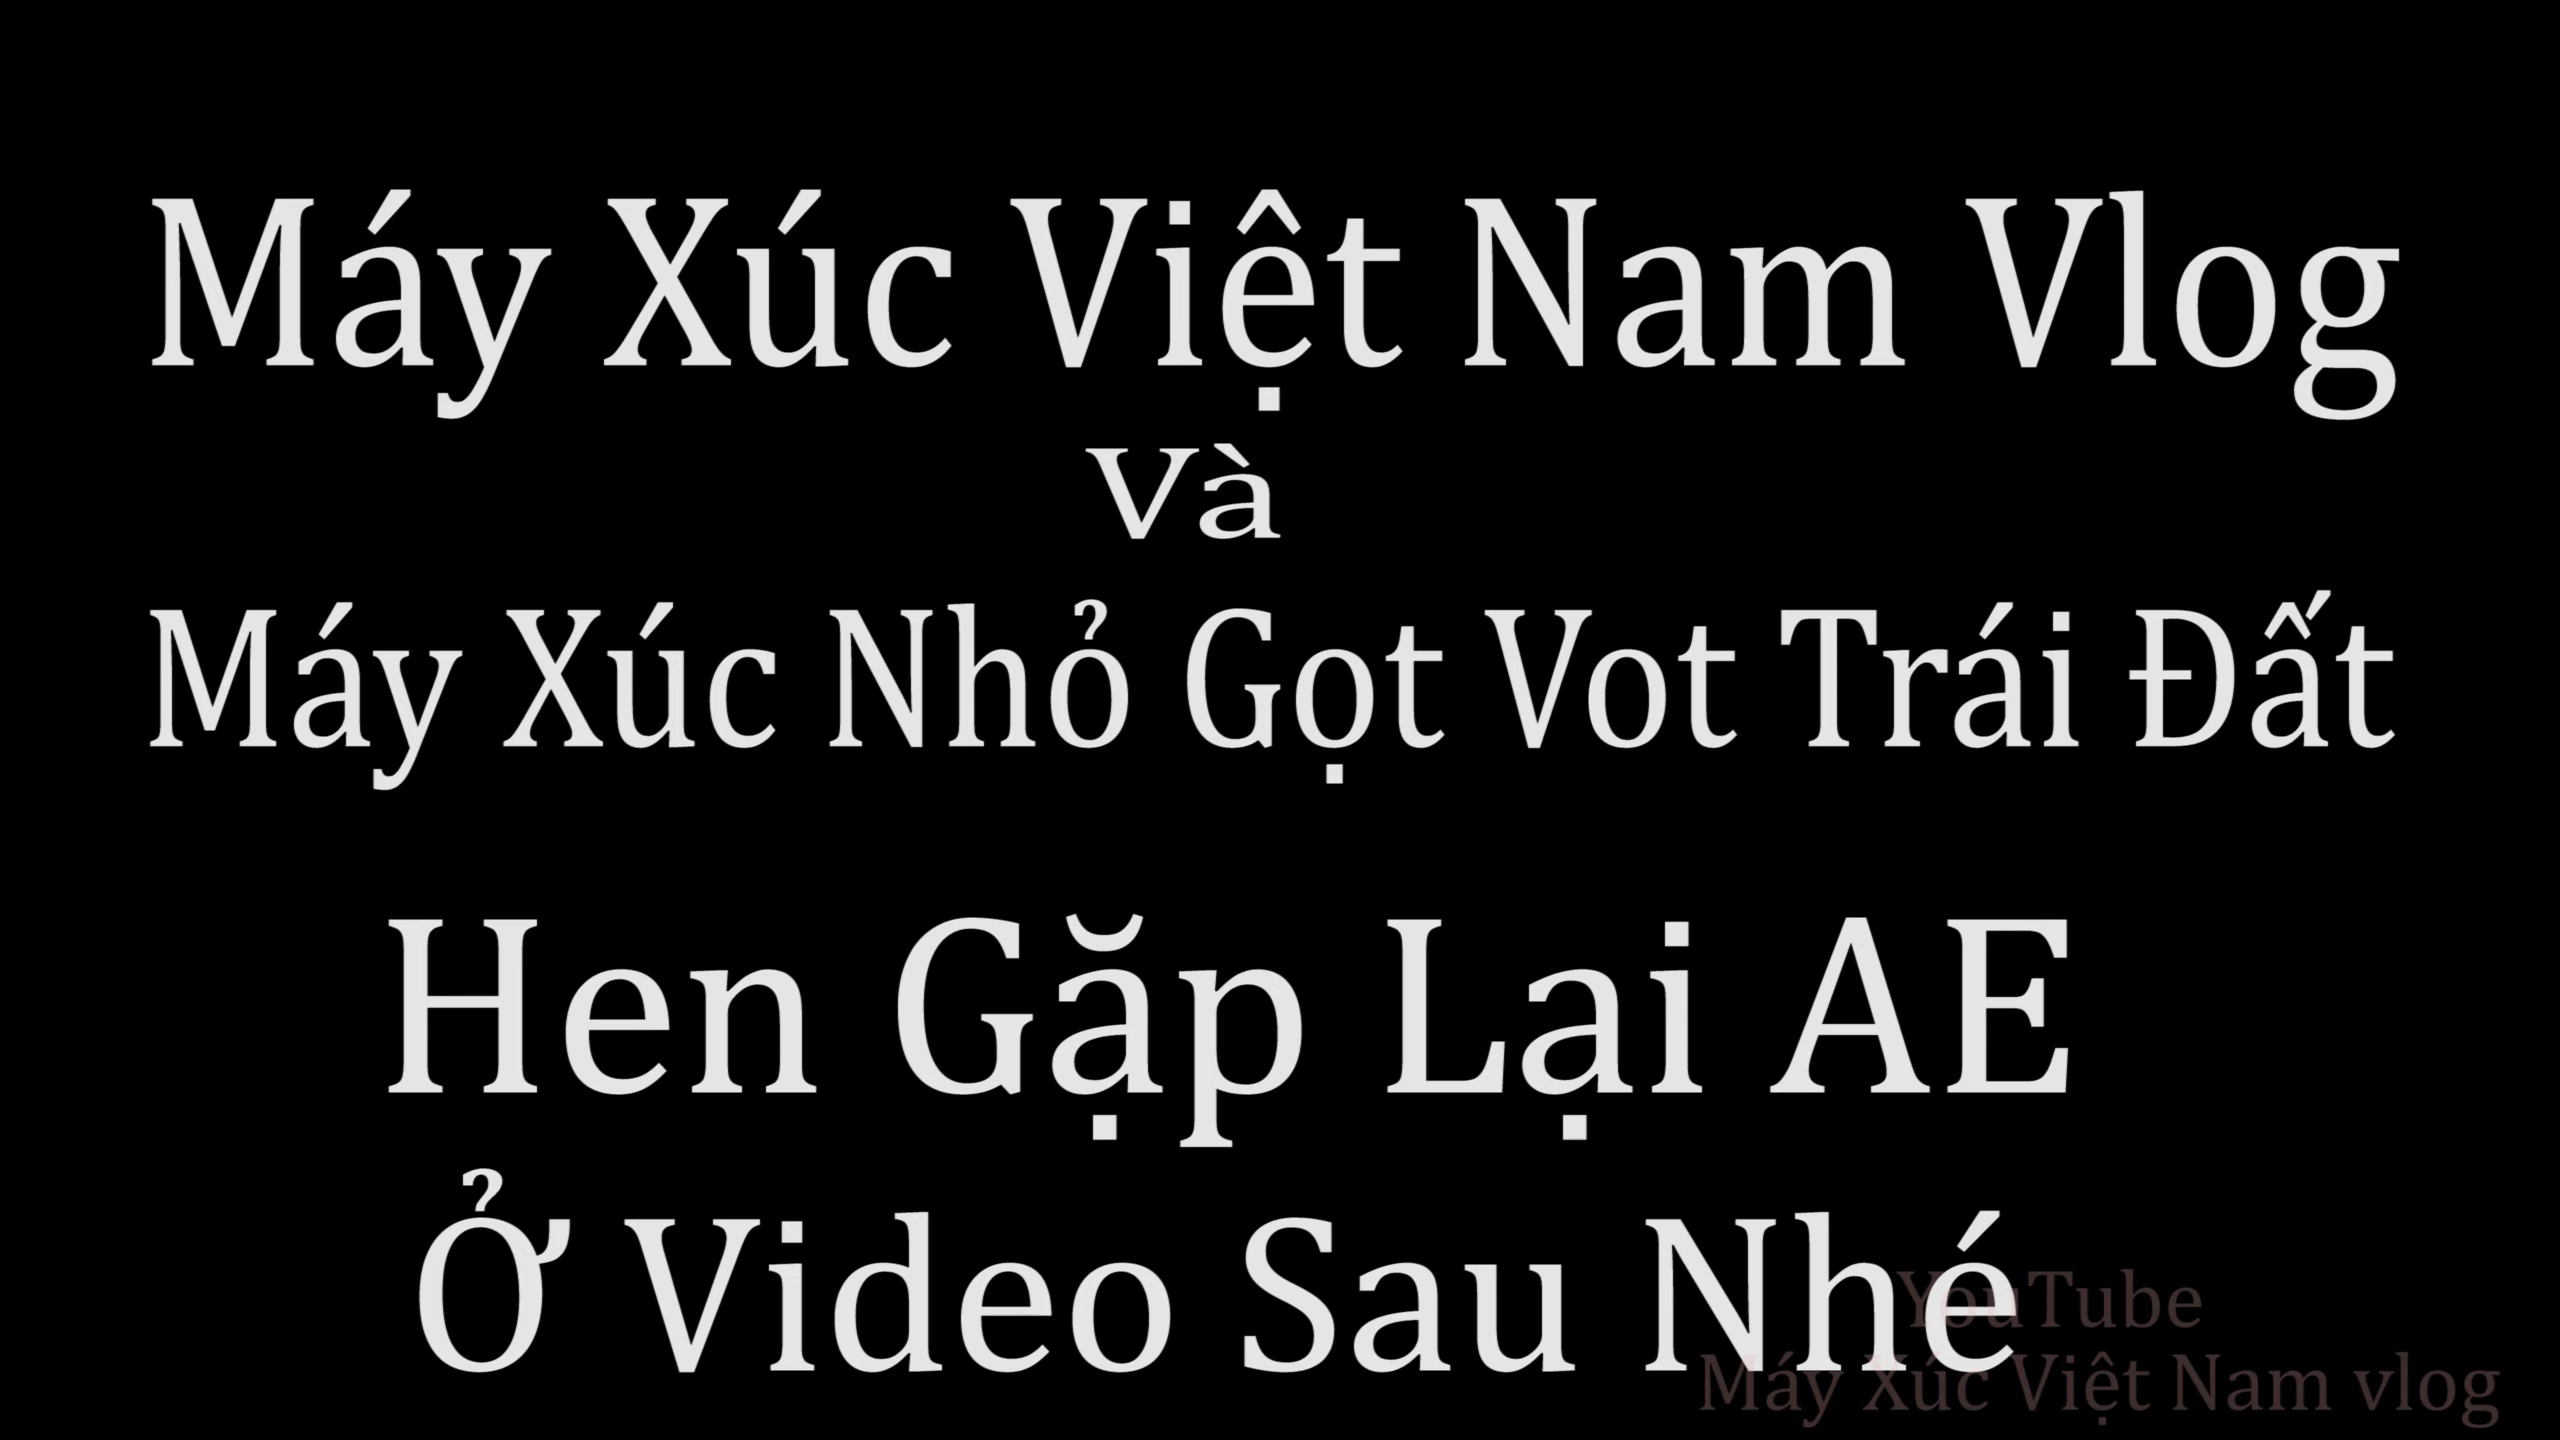 Máy Xúc Việt Nam Vlog
Và
Máy Xúc Nhỏ Gọt Vot Trái Đất
Hen Gặp Lại AE
Ở Video Sau Nhé
YouTube
Máy Xúc Việt Nam vlog